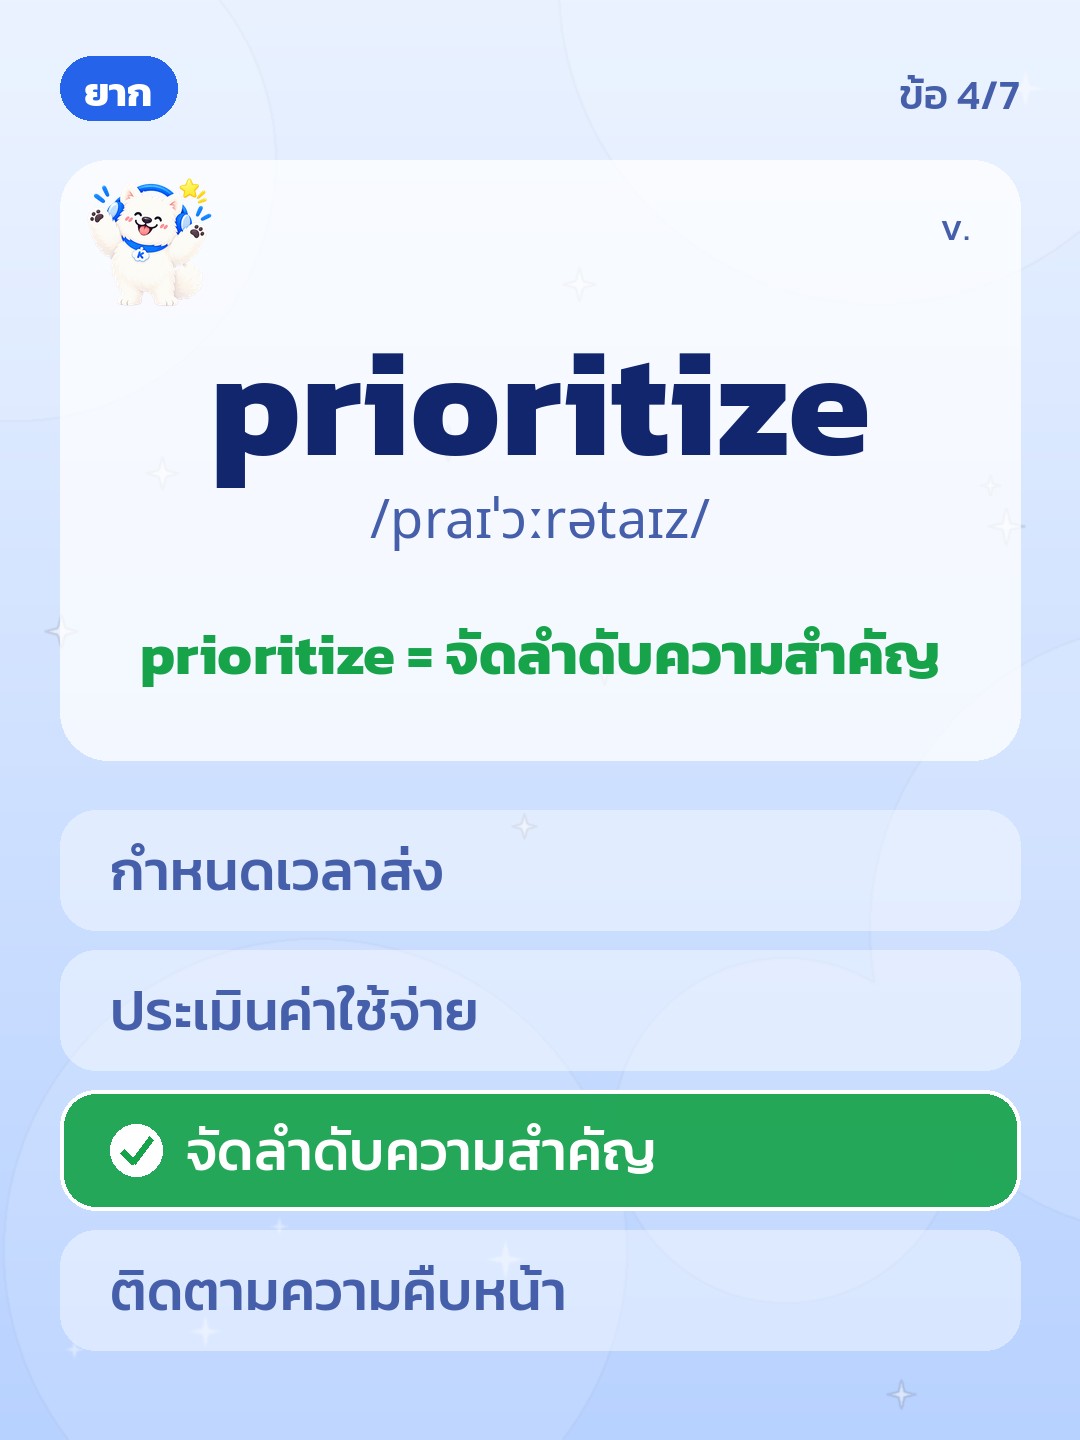 ยาก
ข้อ 4/7
K
v.
prioritize
/praɪˈɔːrətaɪz/
prioritize = จัดลำดับความสำคัญ
กำหนดเวลาส่ง
ประเมินค่าใช้จ่าย
จัดลำดับความสำคัญ
ติดตามความคืบหน้า